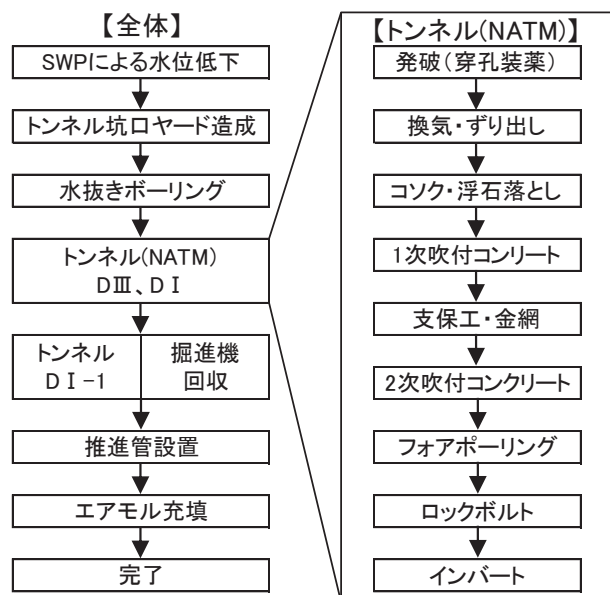 【全体】
SWPによる水位低下
トンネル坑口ヤード造成
水抜きボーリング
トンネル(NATM)
DⅢ、DⅠ
トンネル
DⅠ-1
掘進機
回収
推進管設置
エアモル充填
完了
【トンネル(NATM)】
発破(穿孔装薬)
換気・ずり出し
コソク・浮石落とし
1次吹付コンリート
支保工・金網
2次吹付コンクリート
フォアポーリング
ロックボルト
インバート